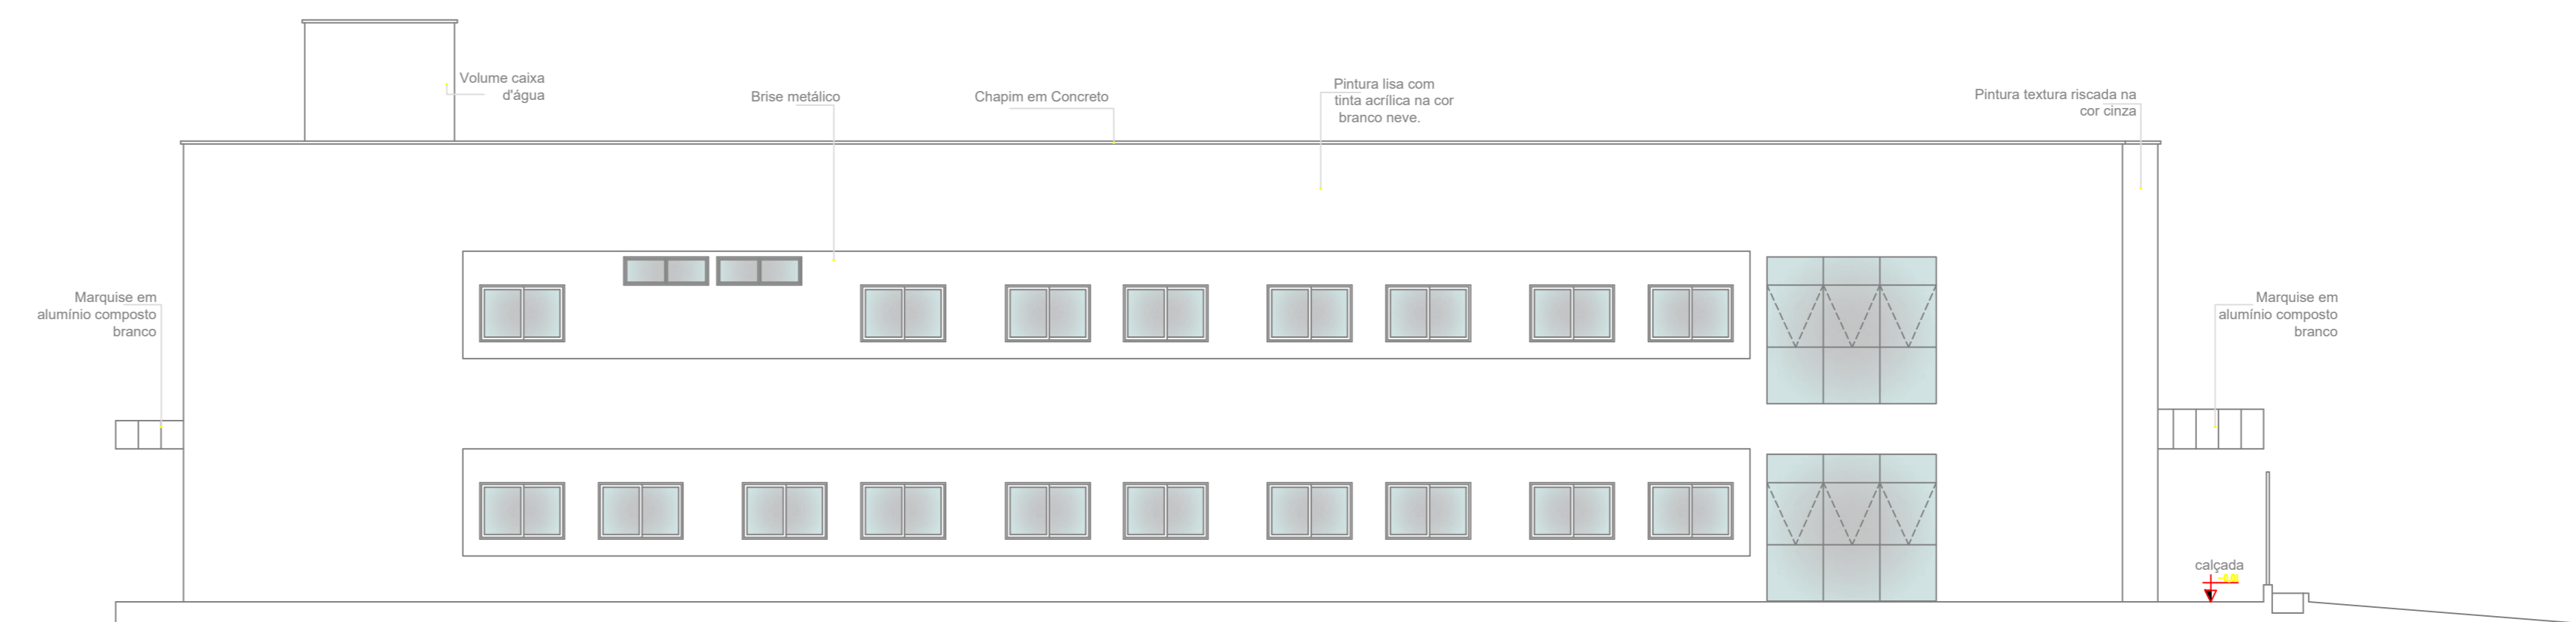 Volume caixa
d'água
Brise metálico
Chapim em Concreto
Pintura lisa com
tinta acrílica na cor
branco neve.
Pintura textura riscada na
cor cinza
Marquise em
alumínio composto
branco
Marquise em
alumínio composto
branco
calçada